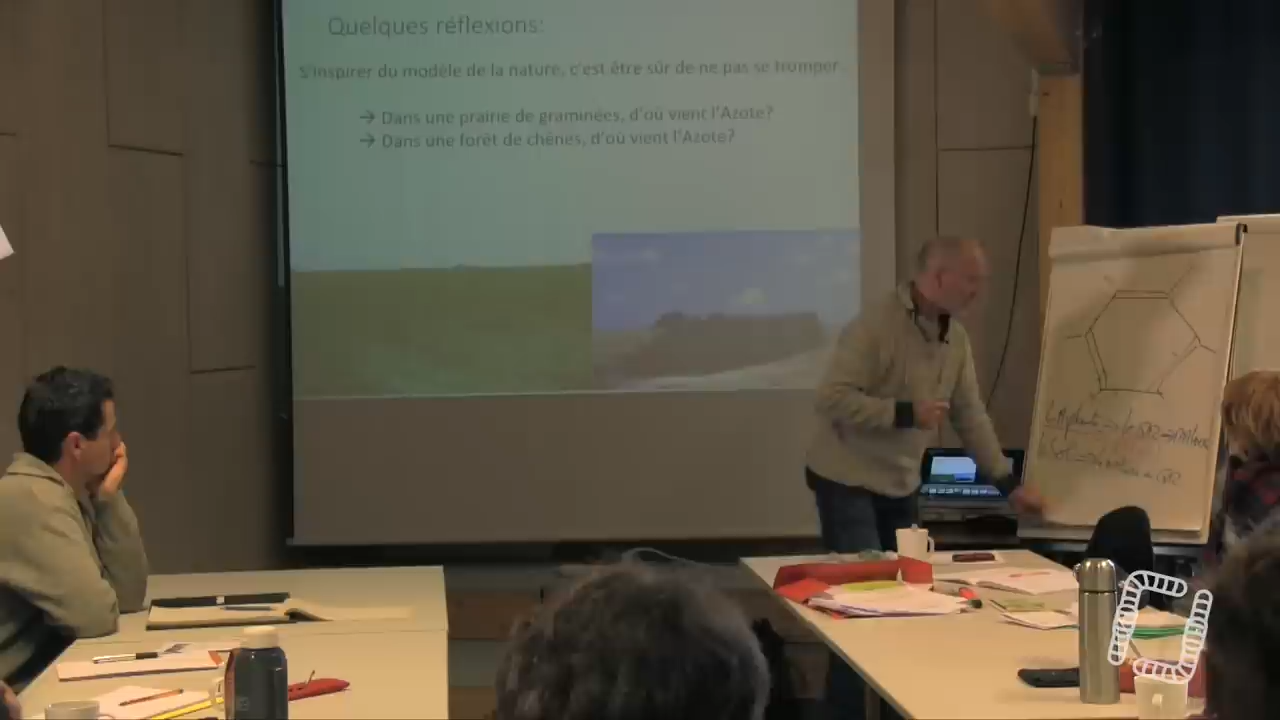 Quelques réflexions:
S'inspirer du modèle de la nature, c'est être sûr de ne pas se tromper
→ Dans une prairie de graminées, d'où vient l'Azote?
→ Dans une forêt de chênes, d'où vient l'Azote?